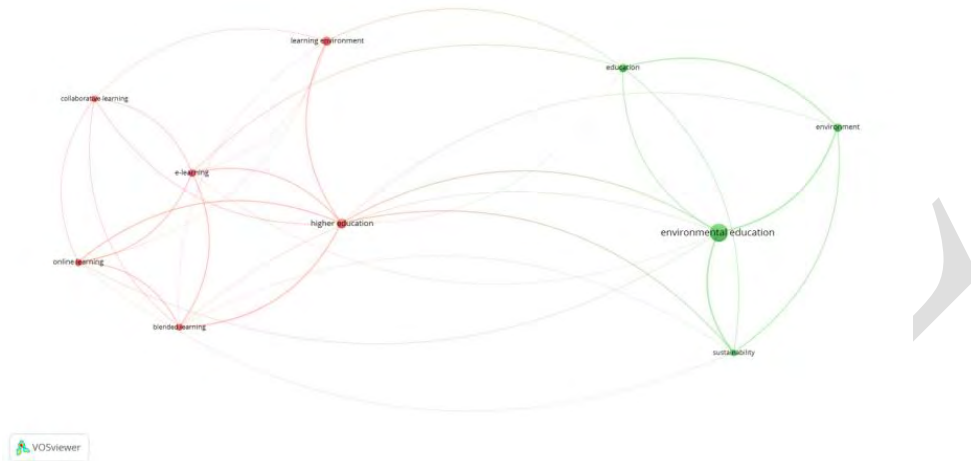 learning environment
education
collaborative learning
environment
e-learning
higher education
environmental education
online learning
blended learning
sustainability
VOSviewer